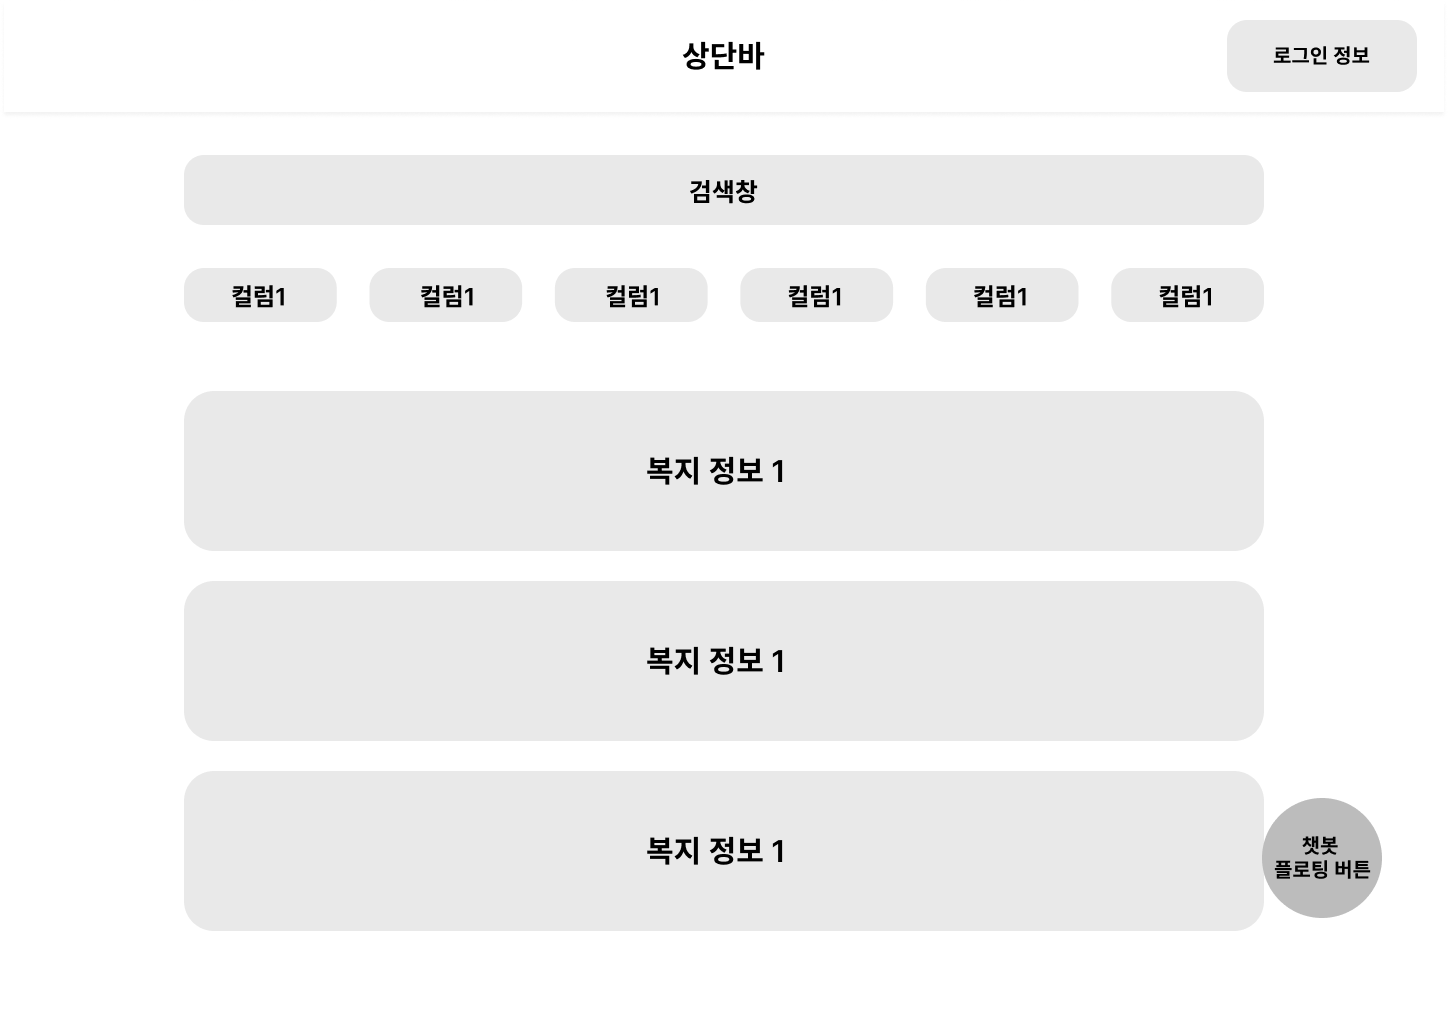 상단바
로그인 정보
검색창
컬럼1
컬럼1
컬럼1
컬럼1
컬럼1
컬럼1
복지 정보 1
복지 정보 1
복지 정보 1
챗봇
플로팅 버튼